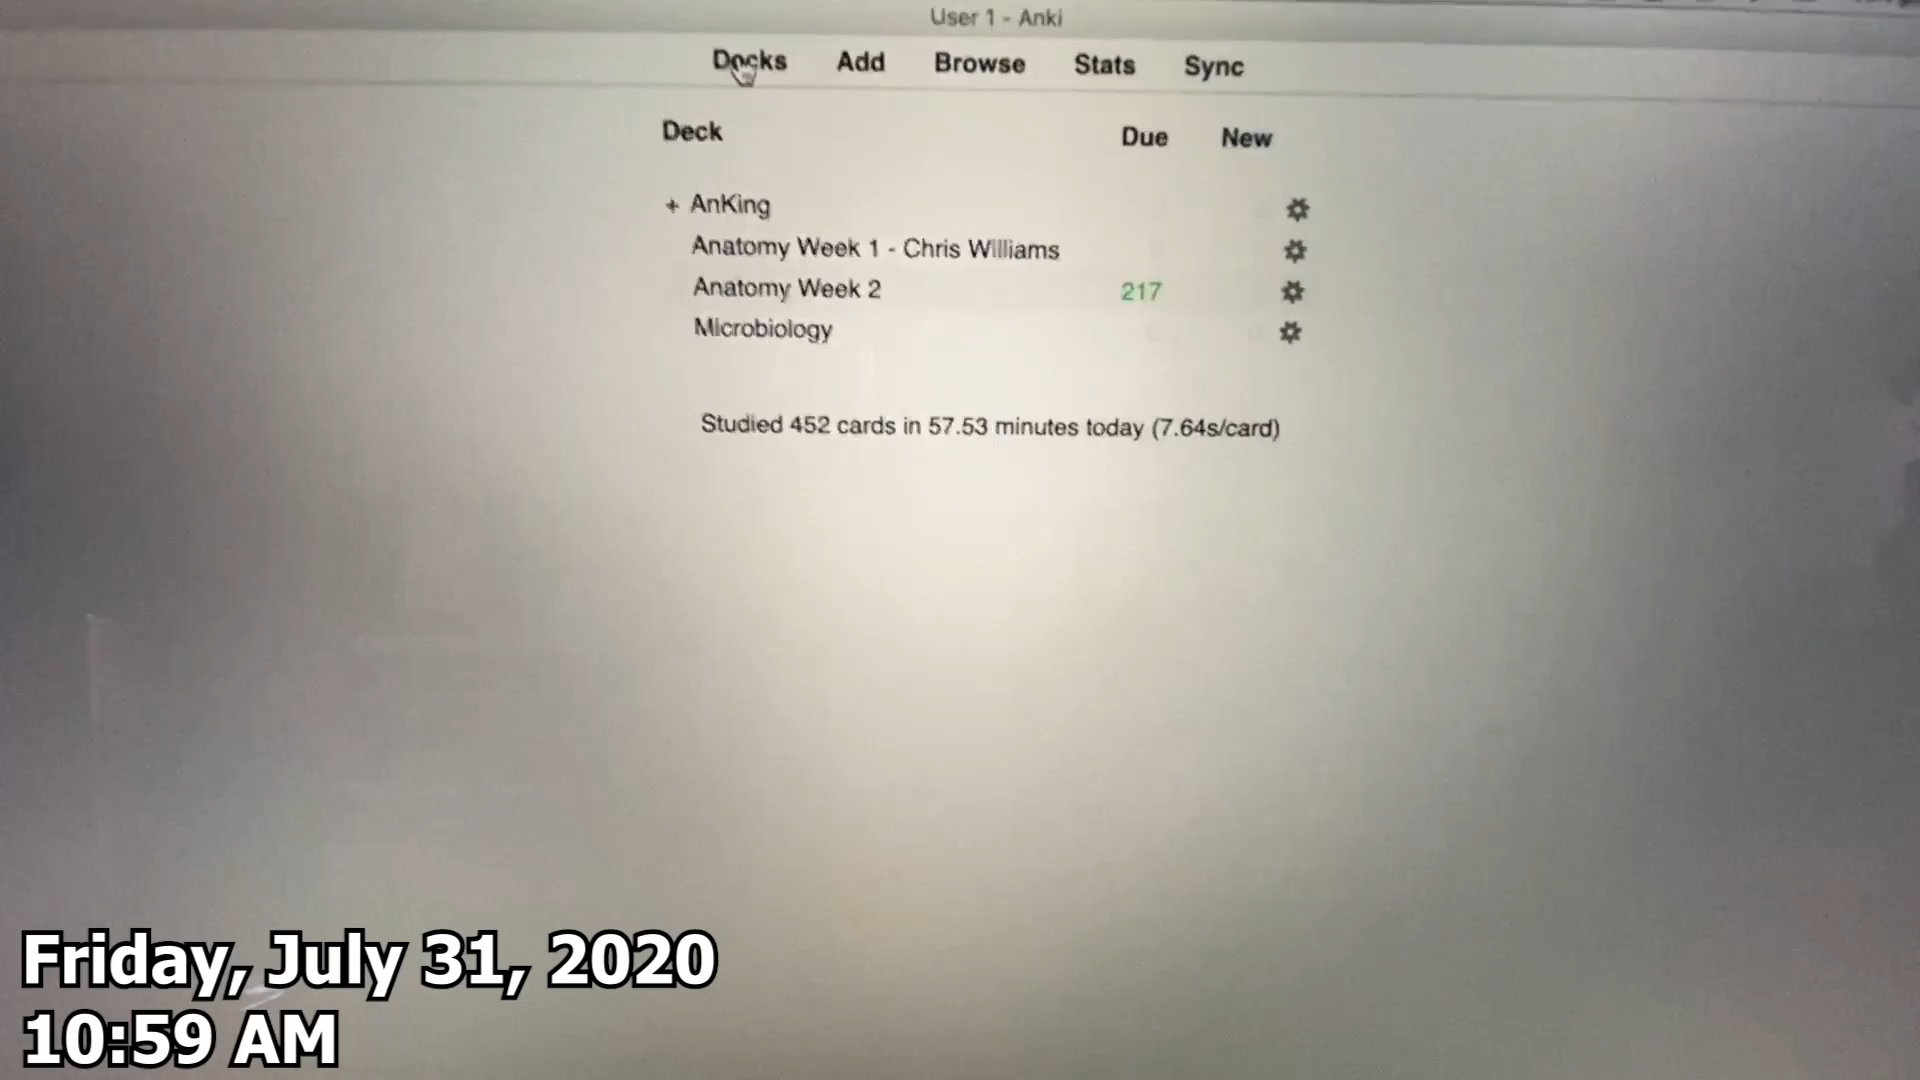 User 1 - Anki
Decks Add Browse Stats Sync
Deck Due New
+ AnKing
Anatomy Week 1 - Chris Williams
Anatomy Week 2 217
Microbiology
Studied 452 cards in 57.53 minutes today (7.64s/card)
Friday, July 31, 2020
10:59 AM